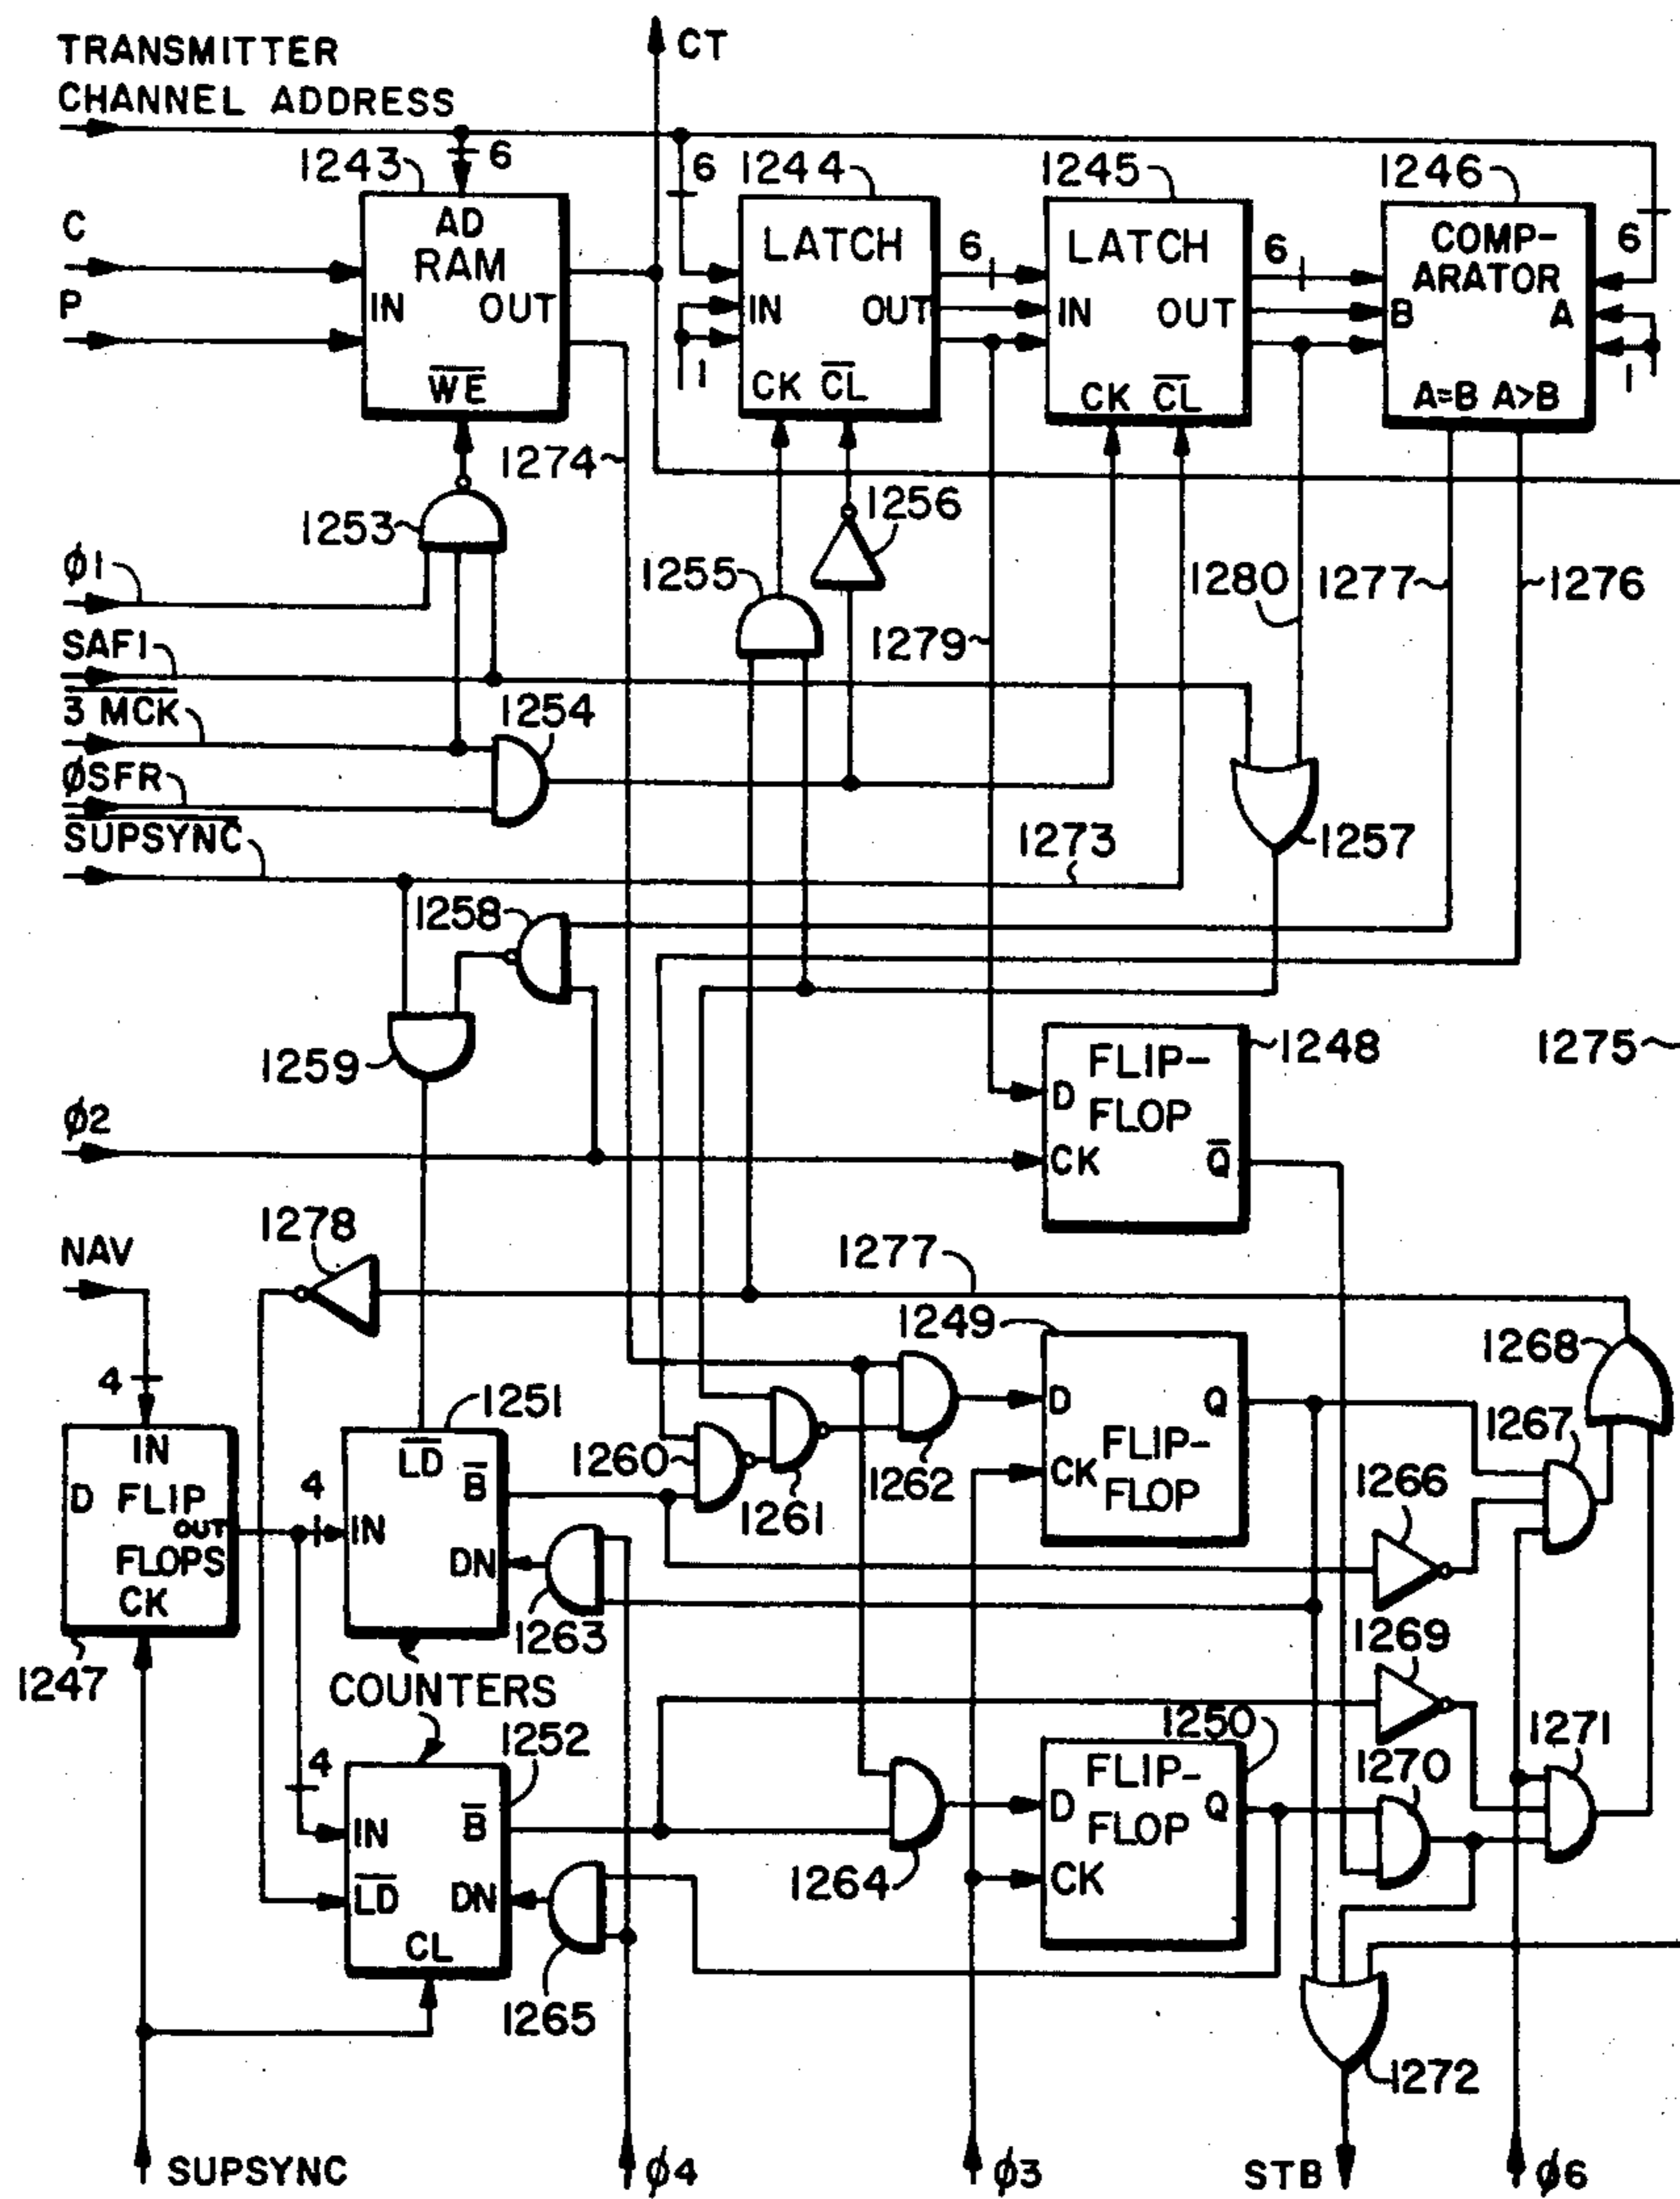 TRANSMITTER
CHANNEL ADDRESS
CT
1243
6
6
1244
1245
1246
6
C
P
AD
RAM
IN
OUT
WE
LATCH
IN
OUT
CK CL
1
6
LATCH
IN
OUT
CK CL
6
COMP-
ARATOR
B
A
A=B A>B
1
1274
1253
1256
1255
1280
1277
1276
1279
φ1
SAF1
3 MCK
φSFR
SUPSYNC
1254
1273
1257
1258
1259
φ2
FLIP-
FLOP
D
CK
Q
1248
1275
1278
NAV
4
1277
1249
1268
IN
D FLIP
OUT
FLOPS
CK
1247
4
1251
LD
B
IN
DN
1260
1261
1262
D
Q
CK
FLIP-
FLOP
1267
1266
1263
1269
COUNTERS
1252
4
IN
B
LD
DN
CL
1264
1265
1250
FLIP-
FLOP
D
Q
CK
1270
1271
1272
SUPSYNC
φ4
φ3
STB
φ6